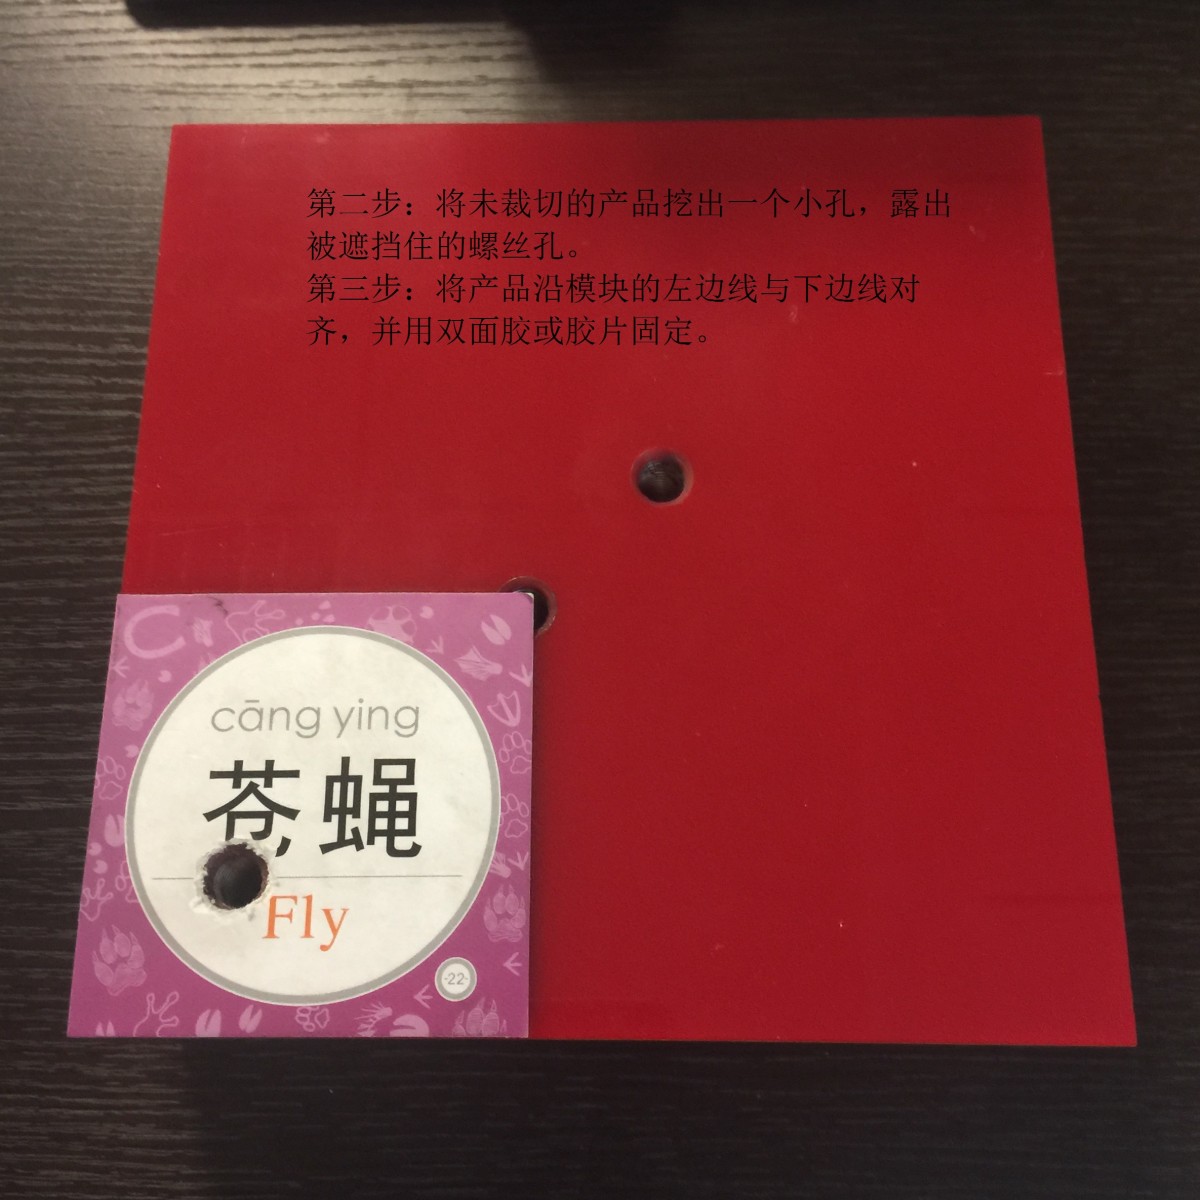 第二步：将未裁切的产品挖出一个小孔，露出
被遮挡住的螺丝孔。
第三步：将产品沿模块的左边线与下边线对
齐，并用双面胶或胶片固定。
cāng ying
苍蝇
Fly
·22·